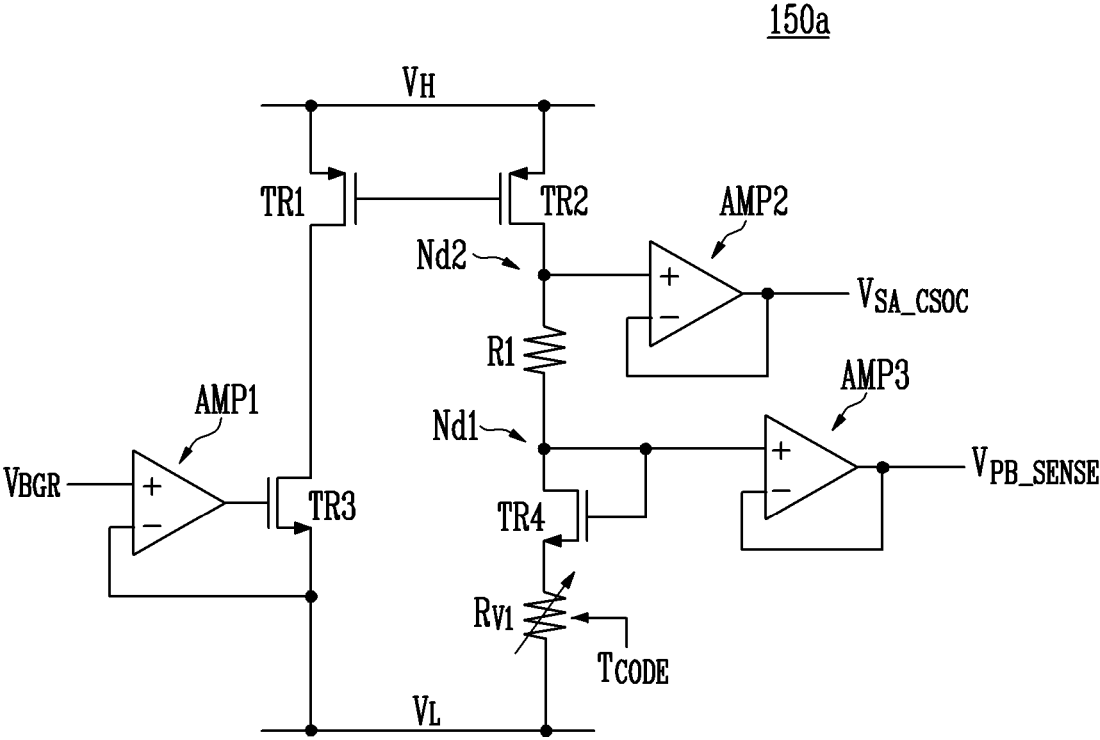 150a
VH
TR1
TR2
AMP2
Nd2
+
−
VSA_CSOC
R1
AMP3
AMP1
Nd1
+
−
VPB_SENSE
VBGR
+
−
TR3
TR4
RV1
TCODE
VL